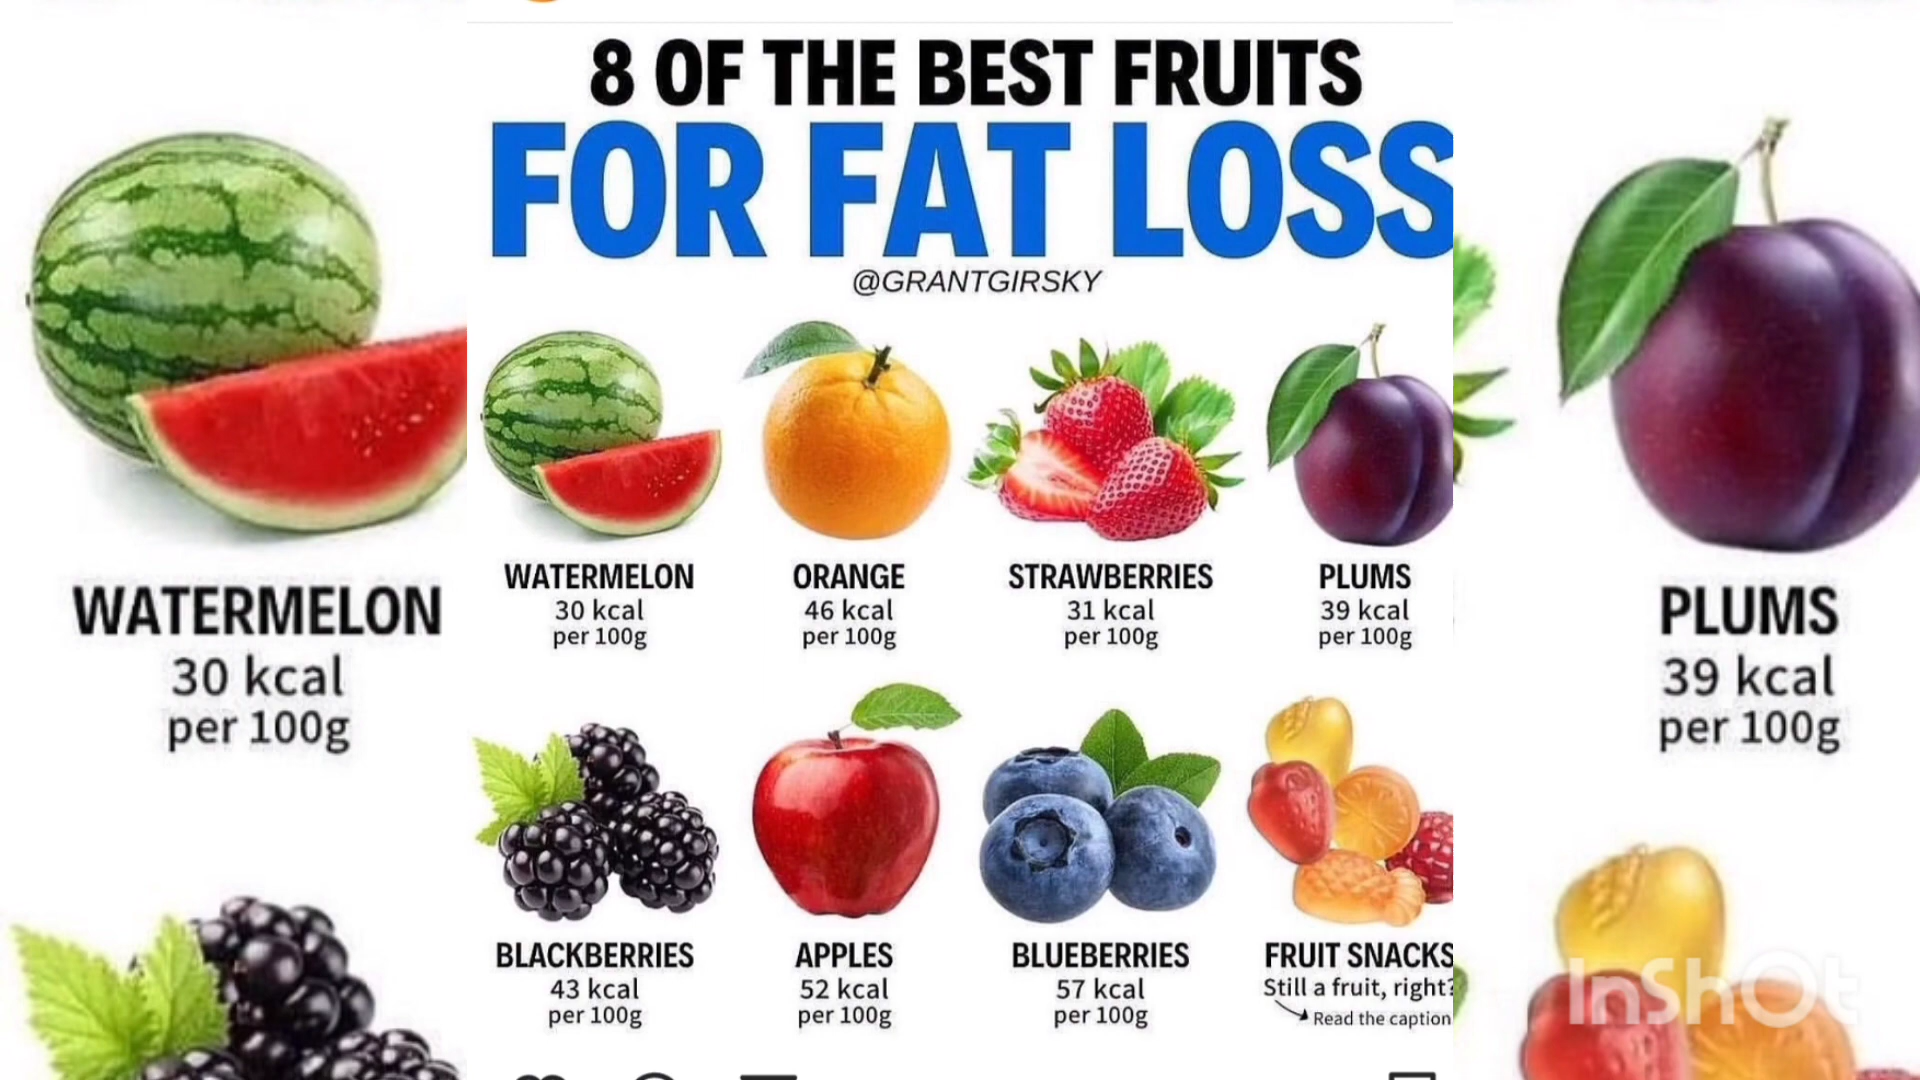 8 OF THE BEST FRUITS
FOR FAT LOSS
@GRANTGIRSKY
WATERMELON
30 kcal
per 100g
ORANGE
46 kcal
per 100g
STRAWBERRIES
31 kcal
per 100g
PLUMS
39 kcal
per 100g
BLACKBERRIES
43 kcal
per 100g
APPLES
52 kcal
per 100g
BLUEBERRIES
57 kcal
per 100g
FRUIT SNACKS
Still a fruit, right?
Read the caption
WATERMELON
30 kcal
per 100g
PLUMS
39 kcal
per 100g
InShOt